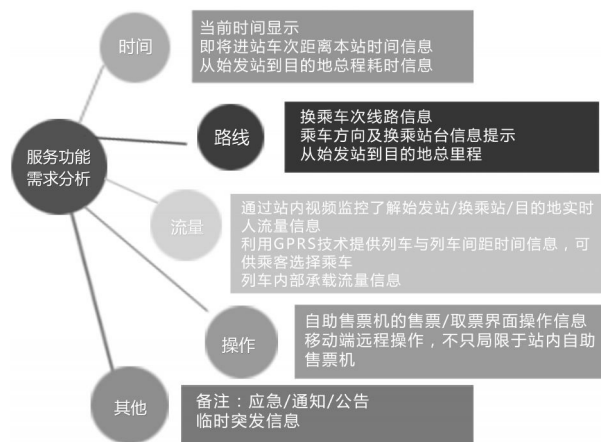 时间
当前时间显示
即将进站车次距离本站时间信息
从始发站到目的地总程耗时信息
服务功能
需求分析
路线
换乘车次线路信息
乘车方向及换乘站台信息提示
从始发站到目的地总里程
流量
通过站内视频监控了解始发站/换乘站/目的地实时
人流量信息
利用GPRS技术提供列车与列车间距时间信息，可
供乘客选择乘车
列车内部承载流量信息
操作
自助售票机的售票/取票界面操作信息
移动端远程操作，不只局限于站内自助
售票机
其他
备注：应急/通知/公告
临时突发信息